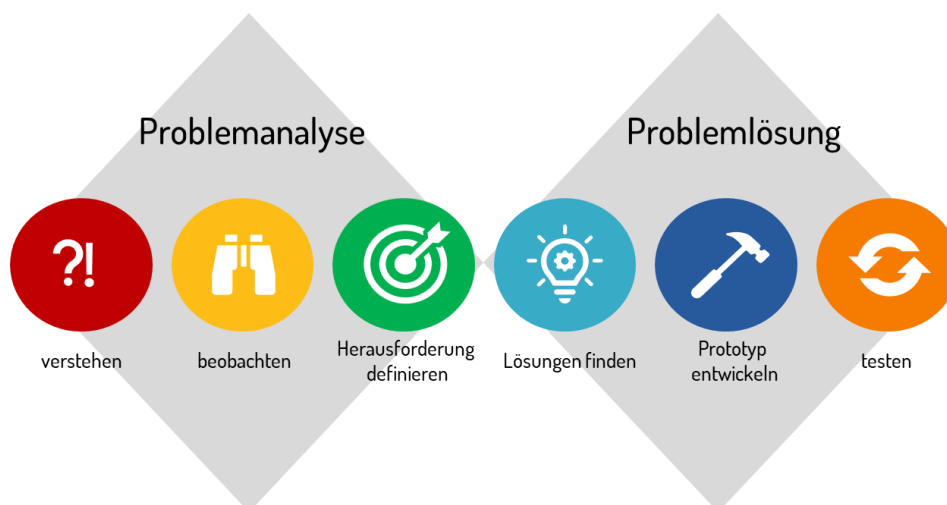 Problemanalyse
Problemlösung
?!
verstehen
beobachten
Herausforderung
definieren
Lösungen finden
Prototyp
entwickeln
testen